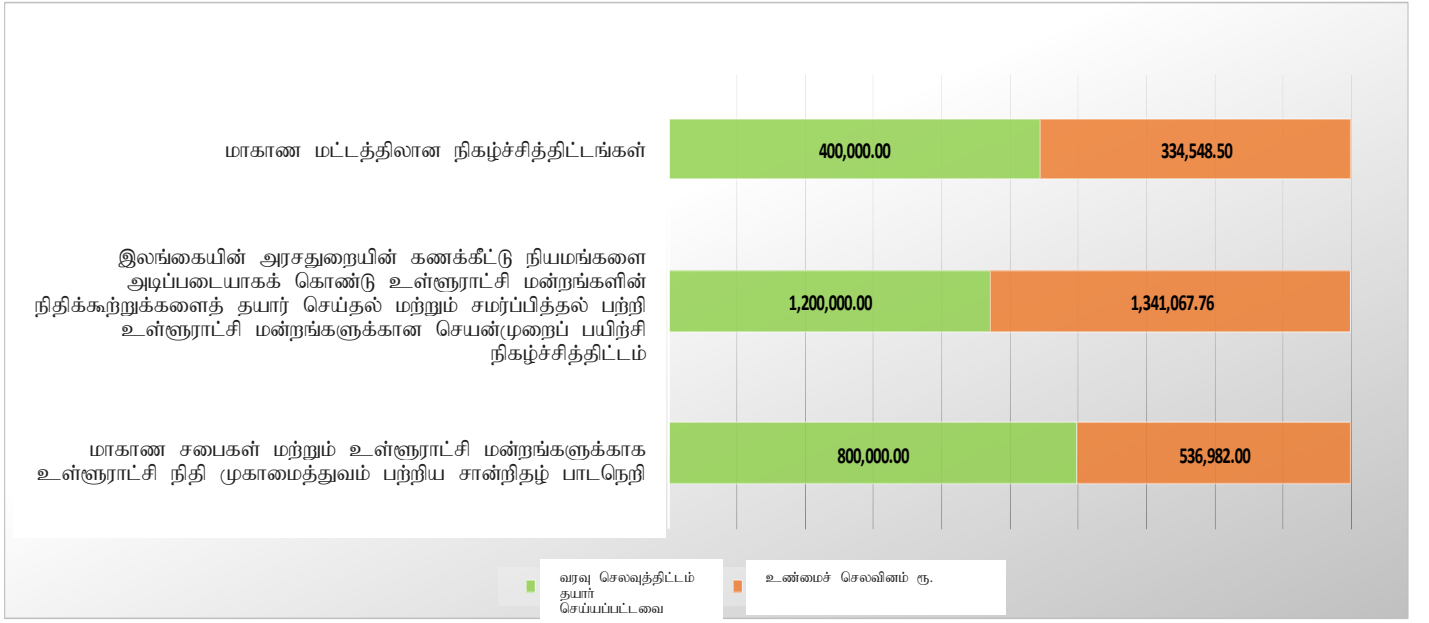 மாகாண மட்டத்திலான நிகழ்ச்சித்திட்டங்கள்
400,000.00 334,548.50
இலங்கையின் அரசதுறையின் கணக்கீட்டு நியமங்களை
அடிப்படையாகக் கொண்டு உள்ளூராட்சி மன்றங்களின்
நிதிக்கூற்றுக்களைத் தயார் செய்தல் மற்றும் சமர்ப்பித்தல் பற்றி
உள்ளூராட்சி மன்றங்களுக்கான செயன்முறைப் பயிற்சி
நிகழ்ச்சித்திட்டம்
1,200,000.00 1,341,067.76
மாகாண சபைகள் மற்றும் உள்ளூராட்சி மன்றங்களுக்காக
உள்ளூராட்சி நிதி முகாமைத்துவம் பற்றிய சான்றிதழ் பாடநெறி
800,000.00 536,982.00
வரவு செலவுத்திட்டம்
தயார்
செய்யப்பட்டவை
உண்மைச் செலவினம் ரூ.